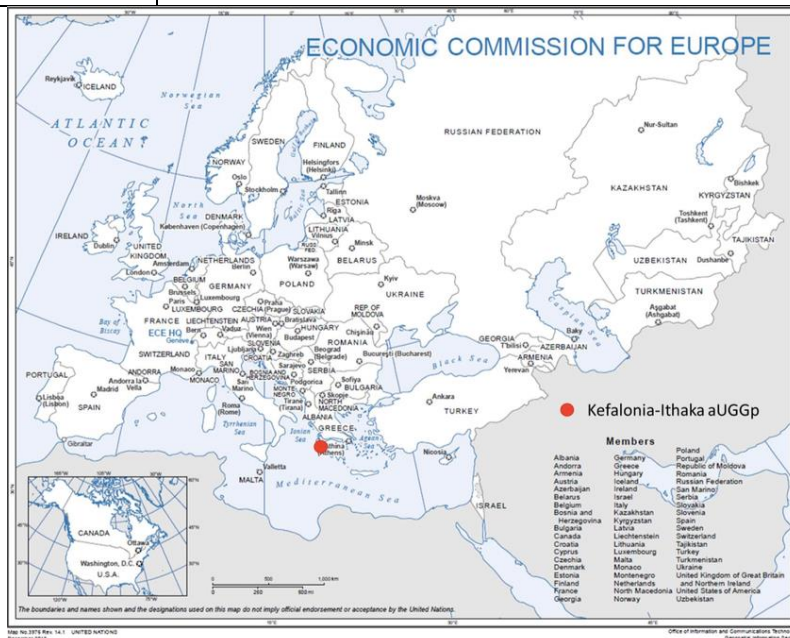 ECONOMIC COMMISSION FOR EUROPE
Reykjavik
ICELAND
Norwegian
Sea
ATLANTIC
OCEAN
SWEDEN
FINLAND
RUSSIAN FEDERATION
Nur-Sultan
NORWAY
Helsingfors
(Helsinki)
Oslo
Stockholm
Tallinn
ESTONIA
Moskva
(Moscow)
KAZAKHSTAN
Bishkek
KYRGYZSTAN
North
Sea
DENMARK
København (Copenhagen)
Riga
LATVIA
LITHUANIA
Vilnius
RUSS.
FED.
Minsk
BELARUS
Toshkent
(Tashkent)
TAJIKISTAN
Dushanbe
UZBEKISTAN
TURKMENISTAN
Aşgabat
(Ashgabat)
IRELAND
Dublin
UNITED
KINGDOM
London
Amsterdam
NETHERLANDS
Berlin
Warszawa
(Warsaw)
POLAND
Kyiv
UKRAINE
BELGIUM
Brussels
GERMANY
Paris
Luxembourg
LUXEMBOURG
Praha
(Prague)
CZECHIA
SLOVAKIA
Bratislava
FRANCE
LIECHTENSTEIN
AUSTRIA
Wien
(Vienna)
HUNGARY
Budapest
REP. OF
MOLDOVA
Chişinău
Bay of
Biscay
ECE HQ
Genève
Bern
Vaduz
SLOVENIA
Ljubljana
CROATIA
Zagreb
ROMANIA
Caspian Sea
SWITZERLAND
ITALY
SAN
MARINO
BOSNIA AND
HERZEGOVINA
Sarajevo
Beograd
(Belgrade)
SERBIA
Bucureşti (Bucharest)
Black Sea
GEORGIA
T'bilisi
Baky
AZERBAIJAN
ARMENIA
Yerevan
PORTUGAL
ANDORRA
Andorra la
Vella
Monaco
MONACO
San
Marino
MONTE
NEGRO
Podgorica
Sofiya
BULGARIA
Skopje
NORTH
MACEDONIA
Lisboa
(Lisbon)
Madrid
SPAIN
Roma
(Rome)
Tirane
(Tirana)
ALBANIA
Ankara
TURKEY
Gibraltar
Tyrrhenian
Sea
Ionian
Sea
GREECE
Aegean
Sea
(Athens)
Nicosia
Valletta
MALTA
Mediterranean Sea
ISRAEL
Kefalonia-Ithaka aUGGp
Members
Albania
Andorra
Armenia
Austria
Azerbaijan
Belarus
Belgium
Bosnia and
Herzegovina
Bulgaria
Canada
Croatia
Cyprus
Czechia
Denmark
Estonia
Finland
France
Georgia
Germany
Greece
Hungary
Iceland
Ireland
Israel
Italy
Kazakhstan
Kyrgyzstan
Latvia
Liechtenstein
Lithuania
Luxembourg
Malta
Monaco
Montenegro
Netherlands
North Macedonia
Norway
Poland
Portugal
Republic of Moldova
Romania
Russian Federation
San Marino
Serbia
Slovakia
Slovenia
Spain
Sweden
Switzerland
Tajikistan
Turkey
Turkmenistan
Ukraine
United Kingdom of Great Britain
and Northern Ireland
United States of America
Uzbekistan
CANADA
Ottawa
Washington, D.C.
U.S.A.
The boundaries and names shown and the designations used on this map do not imply official endorsement or acceptance by the United Nations.
Map No.3976 Rev. 14.1 UNITED NATIONS
Office of Information and Communications Techno